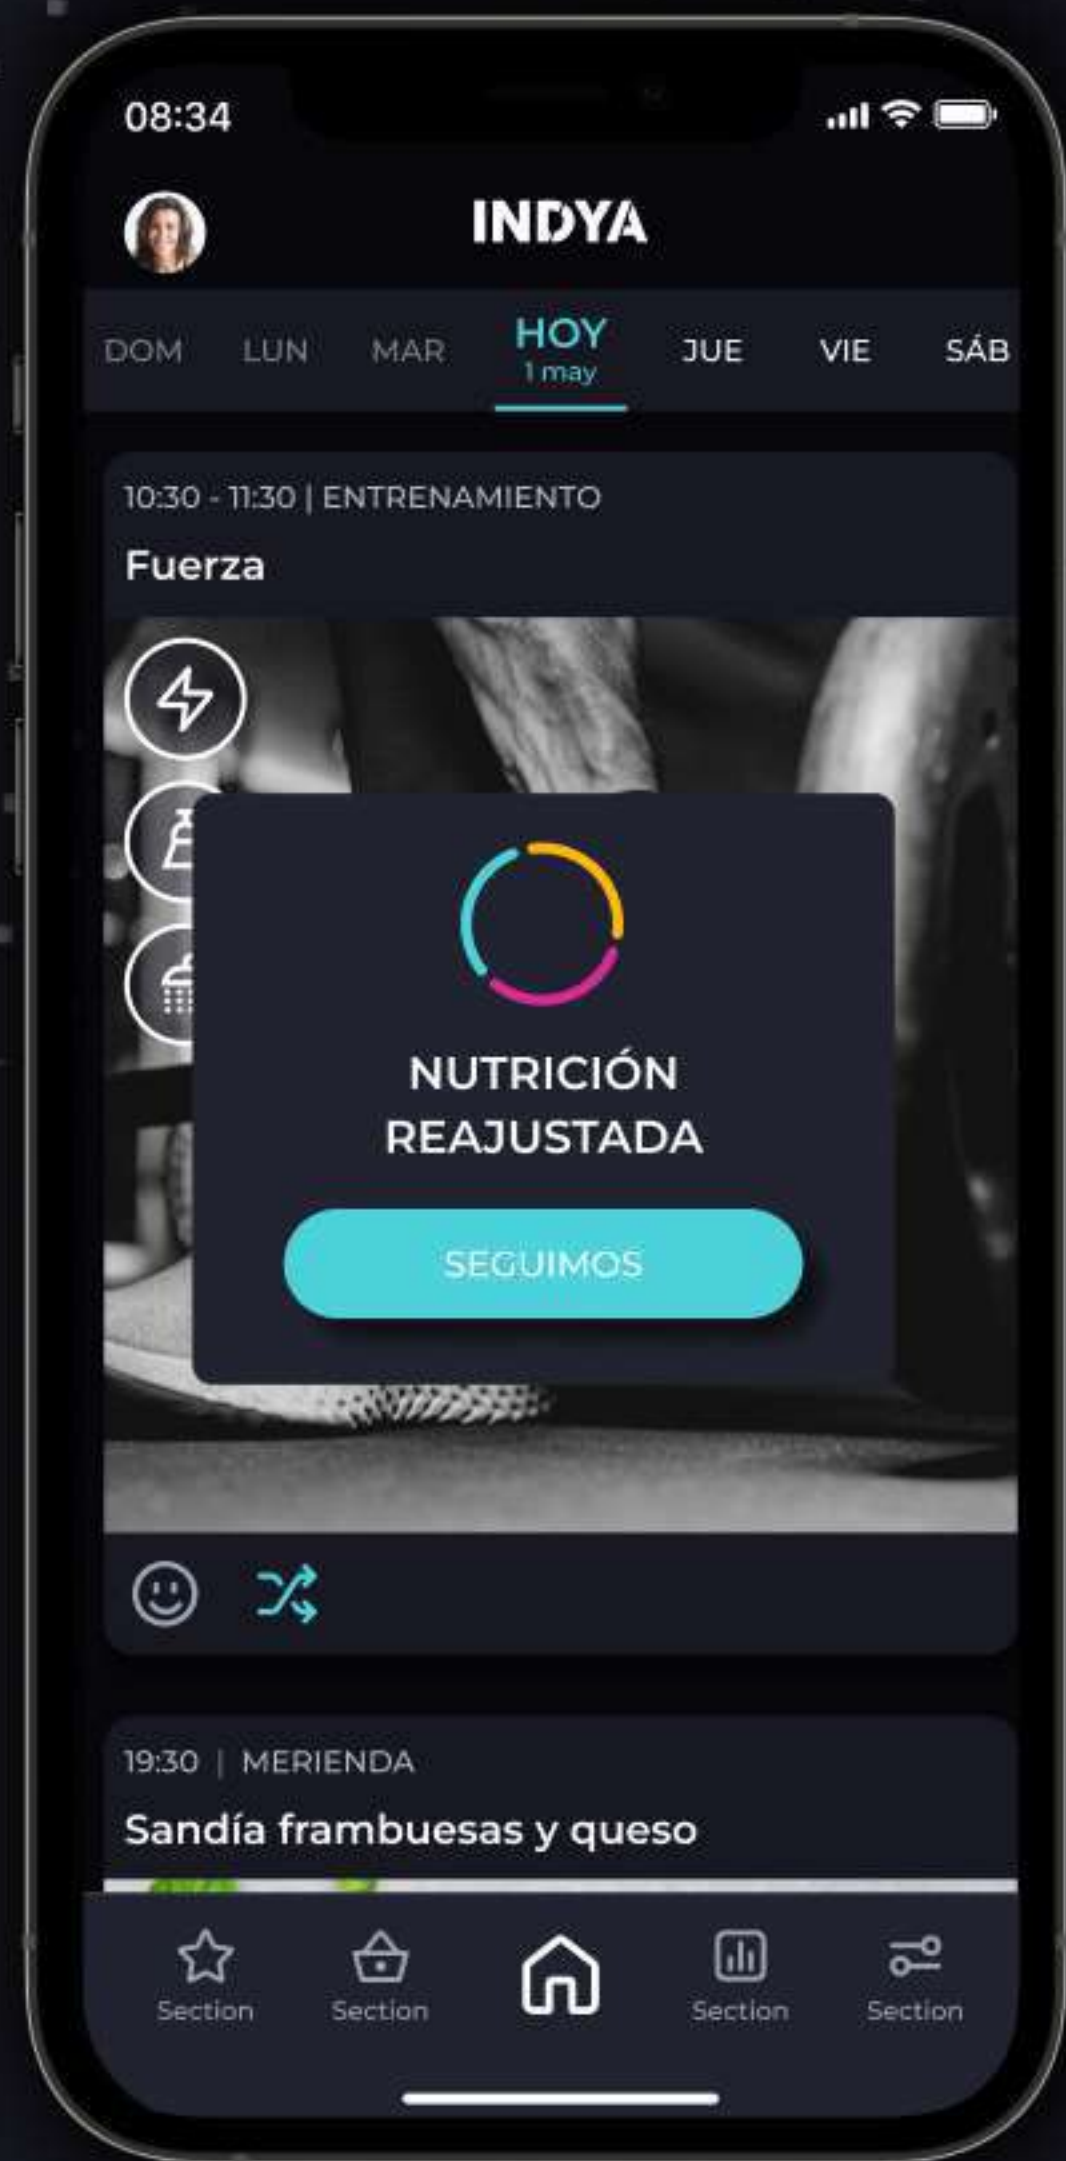 08:34
INDYA
DOM LUN MAR HOY JUE VIE SÁB
1 may
10:30 - 11:30 | ENTRENAMIENTO
Fuerza
NUTRICIÓN
REAJUSTADA
SEGUIMOS
19:30 | MERIENDA
Sandía frambuesas y queso
Section Section Section Section